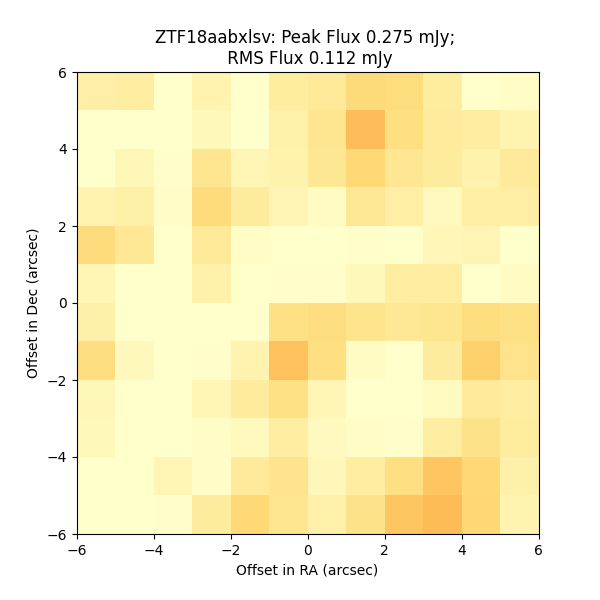 ZTF18aabxlsv: Peak Flux 0.275 mJy;
RMS Flux 0.112 mJy
6
4
2
0
−2
−4
−6
Offset in Dec (arcsec)
−6 −4 −2 0 2 4 6
Offset in RA (arcsec)